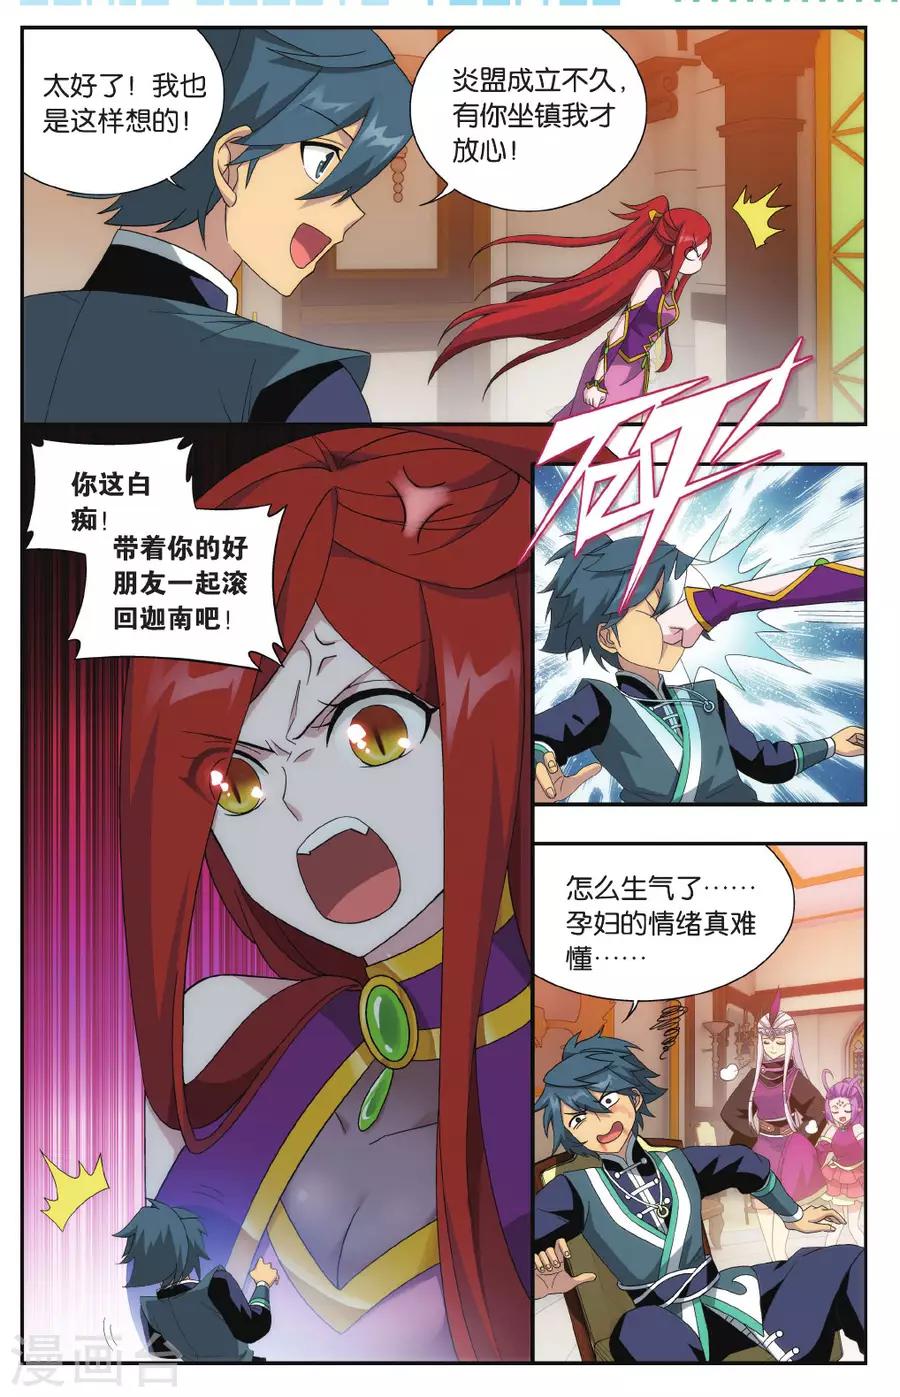 太好了！我也
是这样想的！
炎盟成立不久，
有你坐镇我才
放心！
你这白
痴！
带着你的好
朋友一起滚
回迦南吧！
砰！
怎么生气了……
孕妇的情绪真难
懂……
漫画台